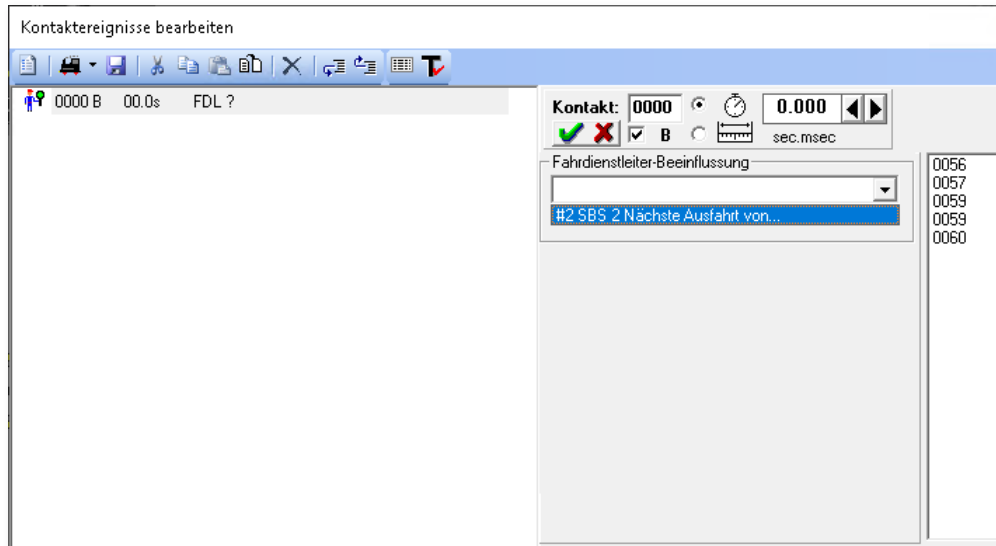 Kontaktereignisse bearbeiten
0000 B 00.0s FDL ?
Kontakt: 0000 0.000
B sec.msec
Fahrdienstleiter-Beeinflussung
#2 SBS 2 Nächste Ausfahrt von...
0056
0057
0059
0059
0060